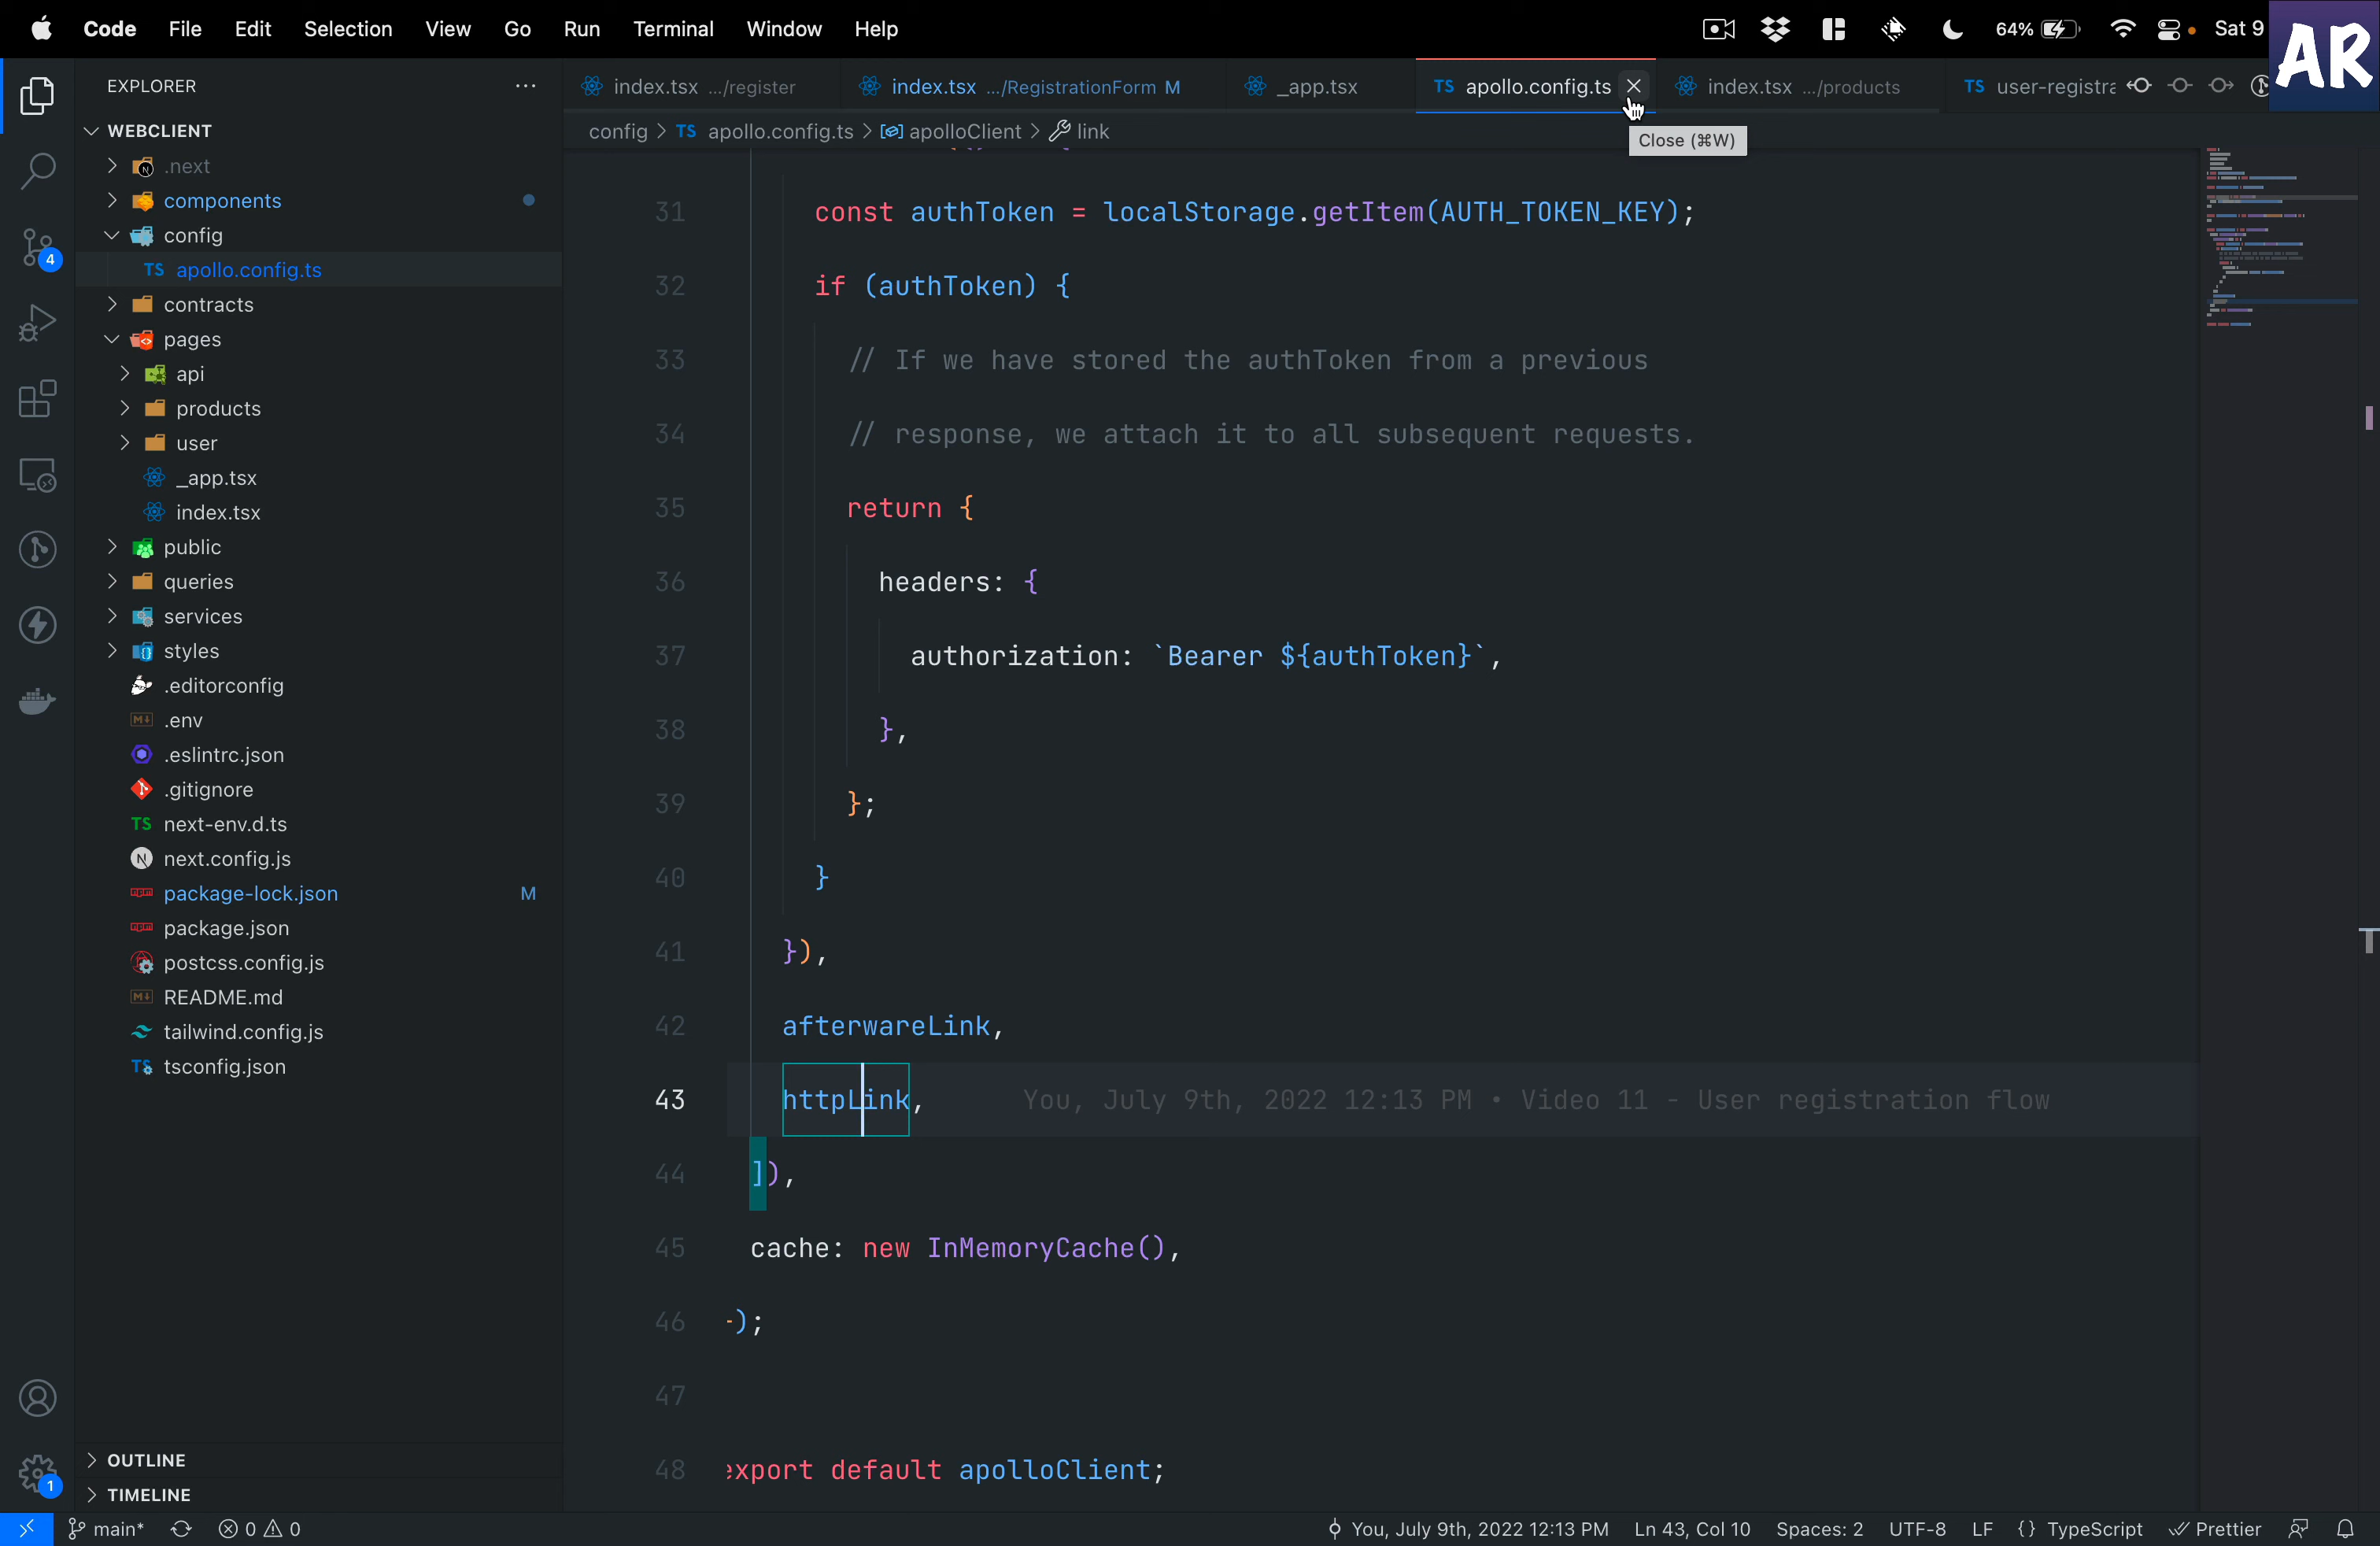 Code File Edit Selection View Go Run Terminal Window Help 64% Sat 9
AR
EXPLORER
index.tsx .../register
index.tsx .../RegistrationForm M
_app.tsx
TS apollo.config.ts
index.tsx .../products
TS user-registra
config > TS apollo.config.ts > apolloClient > link
Close (⌘W)
WEBCLIENT
.next
components
config
TS apollo.config.ts
contracts
pages
api
products
user
_app.tsx
index.tsx
public
queries
services
styles
.editorconfig
.env
.eslintrc.json
.gitignore
TS next-env.d.ts
next.config.js
package-lock.json M
package.json
postcss.config.js
README.md
tailwind.config.js
TS tsconfig.json
4
1
OUTLINE
TIMELINE
31 const authToken = localStorage.getItem(AUTH_TOKEN_KEY);
32 if (authToken) {
33 // If we have stored the authToken from a previous
34 // response, we attach it to all subsequent requests.
35 return {
36 headers: {
37 authorization: `Bearer ${authToken}`,
38 },
39 };
40 }
41 }),
42 afterwareLink,
43 httpLink, You, July 9th, 2022 12:13 PM • Video 11 - User registration flow
44 ]),
45 cache: new InMemoryCache(),
46 );
47
48 export default apolloClient;
main* 0 0 You, July 9th, 2022 12:13 PM Ln 43, Col 10 Spaces: 2 UTF-8 LF {} TypeScript Prettier